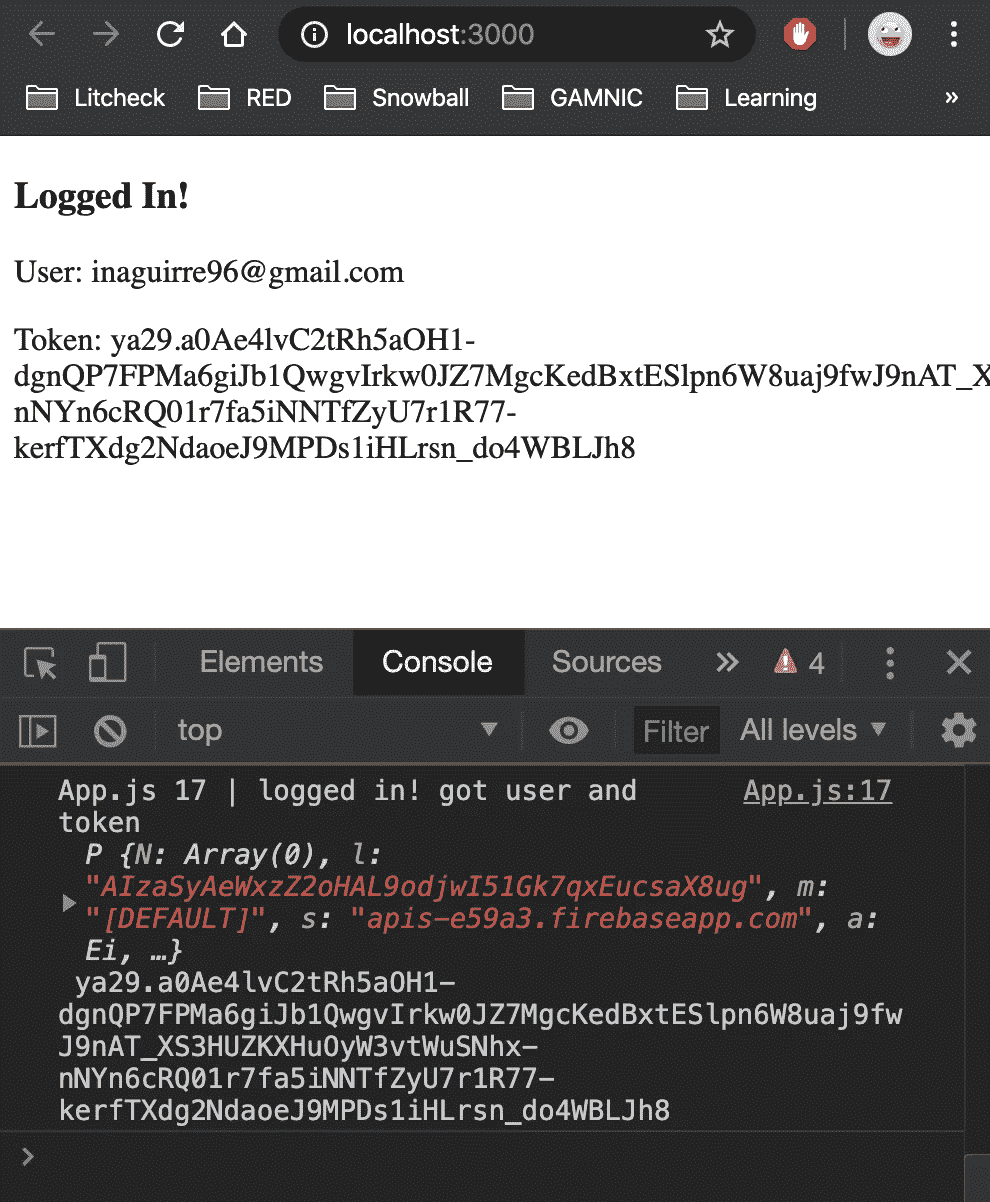 localhost:3000
Litcheck RED Snowball GAMNIC Learning »
Logged In!
User: inaguirre96@gmail.com
Token: ya29.a0Ae4lvC2tRh5aOH1-
dgnQP7FPMa6giJb1QwgvIrkw0JZ7MgcKedBxtESlpn6W8uaj9fwJ9nAT_X
nNYn6cRQ01r7fa5iNNTfZyU7r1R77-
kerfTXdg2NdaoeJ9MPDs1iHLrsn_do4WBLJh8
Elements Console Sources » 4
top Filter All levels
App.js 17 | logged in! got user and App.js:17
token
P {N: Array(0), l:
"AIzaSyAeWxzZ2oHAL9odjwI51Gk7qxEucsaX8ug", m:
"[DEFAULT]", s: "apis-e59a3.firebaseapp.com", a:
Ei, …}
ya29.a0Ae4lvC2tRh5aOH1-
dgnQP7FPMa6giJb1QwgvIrkw0JZ7MgcKedBxtESlpn6W8uaj9fw
J9nAT_XS3HUZKXHuOyW3vtWuSNhx-
nNYn6cRQ01r7fa5iNNTfZyU7r1R77-
kerfTXdg2NdaoeJ9MPDs1iHLrsn_do4WBLJh8